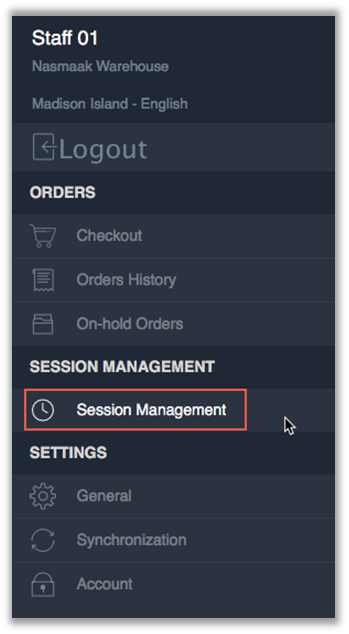 Staff 01
Nasmaak Warehouse
Madison Island - English
Logout
ORDERS
Checkout
Orders History
On-hold Orders
SESSION MANAGEMENT
Session Management
SETTINGS
General
Synchronization
Account